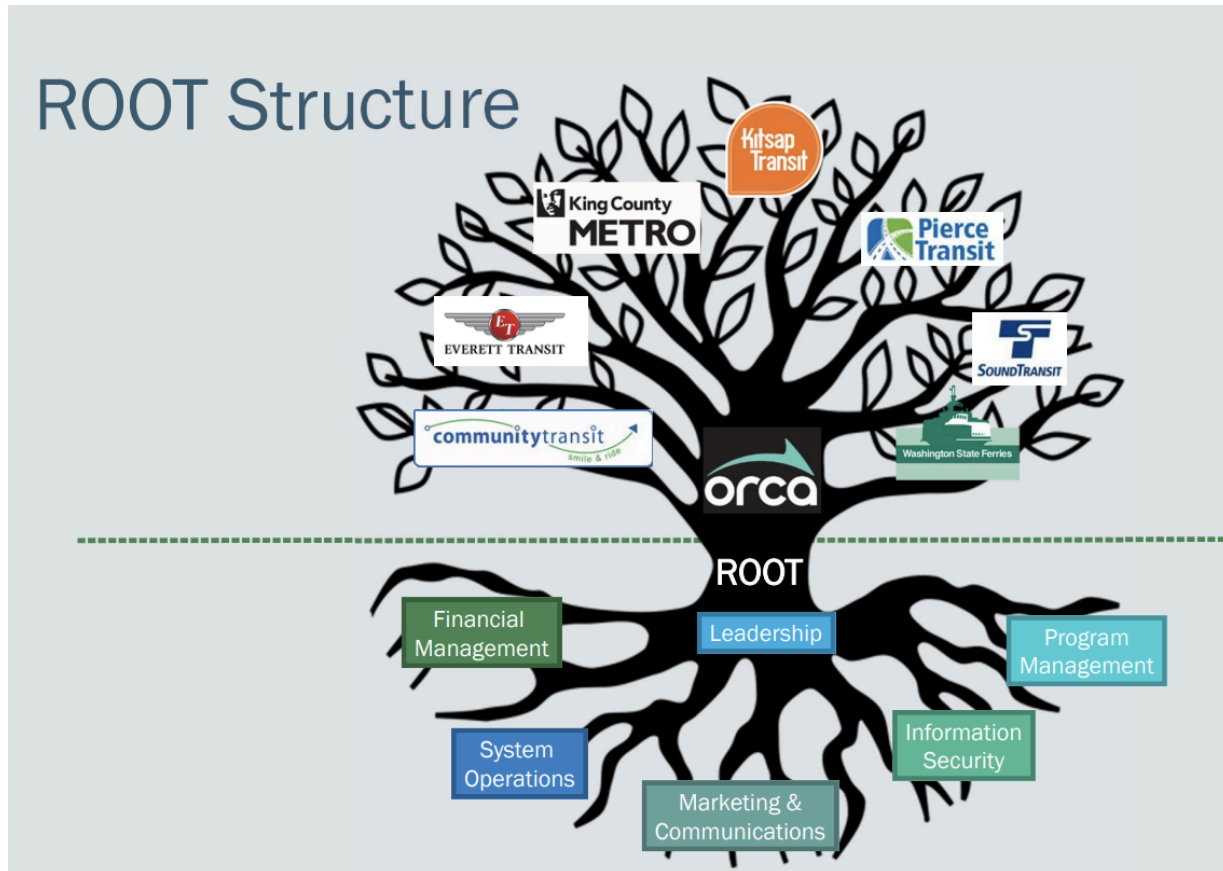 ROOT Structure
Kitsap
Transit
King County
METRO
Pierce
Transit
ET
EVERETT TRANSIT
SOUNDTRANSIT
communitytransit
smile & ride
orca
Washington State Ferries
ROOT
Financial
Management
Leadership
Program
Management
System
Operations
Information
Security
Marketing &
Communications